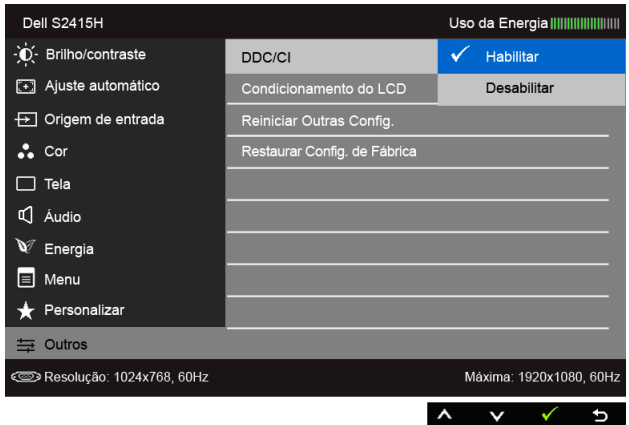 Dell S2415H
Uso da Energia
Brilho/contraste
Ajuste automático
Origem de entrada
Cor
Tela
Áudio
Energia
Menu
Personalizar
Outros
DDC/CI
Condicionamento do LCD
Reiniciar Outras Config.
Restaurar Config. de Fábrica
Habilitar
Desabilitar
Resolução: 1024x768, 60Hz
Máxima: 1920x1080, 60Hz